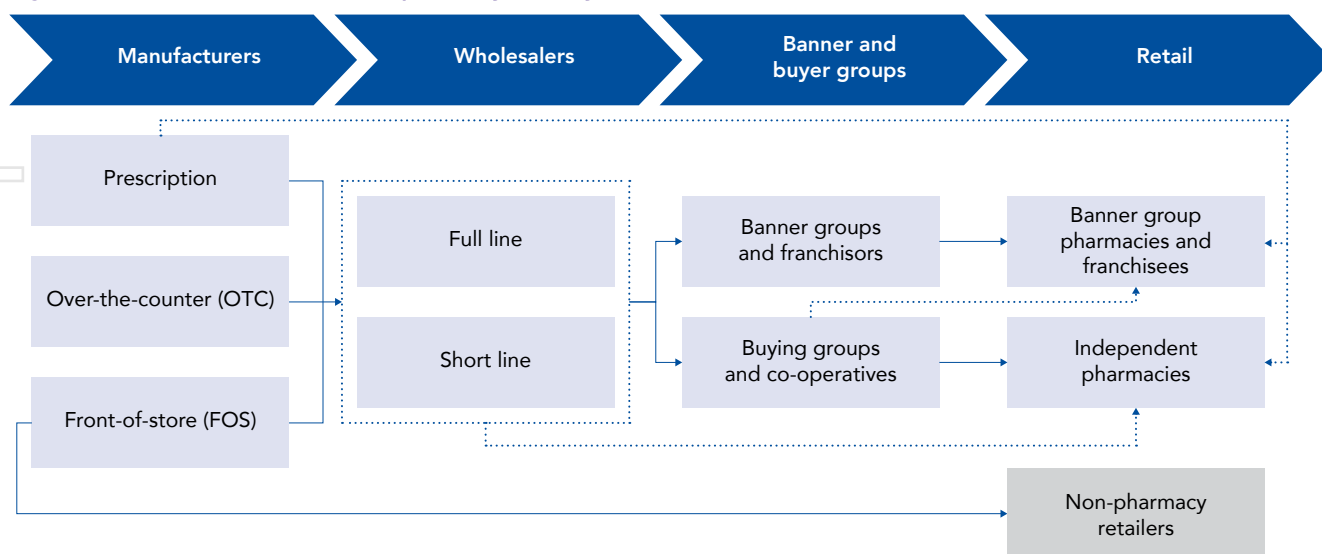 Manufacturers
Wholesalers
Banner and
buyer groups
Retail
Prescription
Over-the-counter (OTC)
Front-of-store (FOS)
Full line
Short line
Banner groups
and franchisors
Buying groups
and co-operatives
Banner group
pharmacies and
franchisees
Independent
pharmacies
Non-pharmacy
retailers